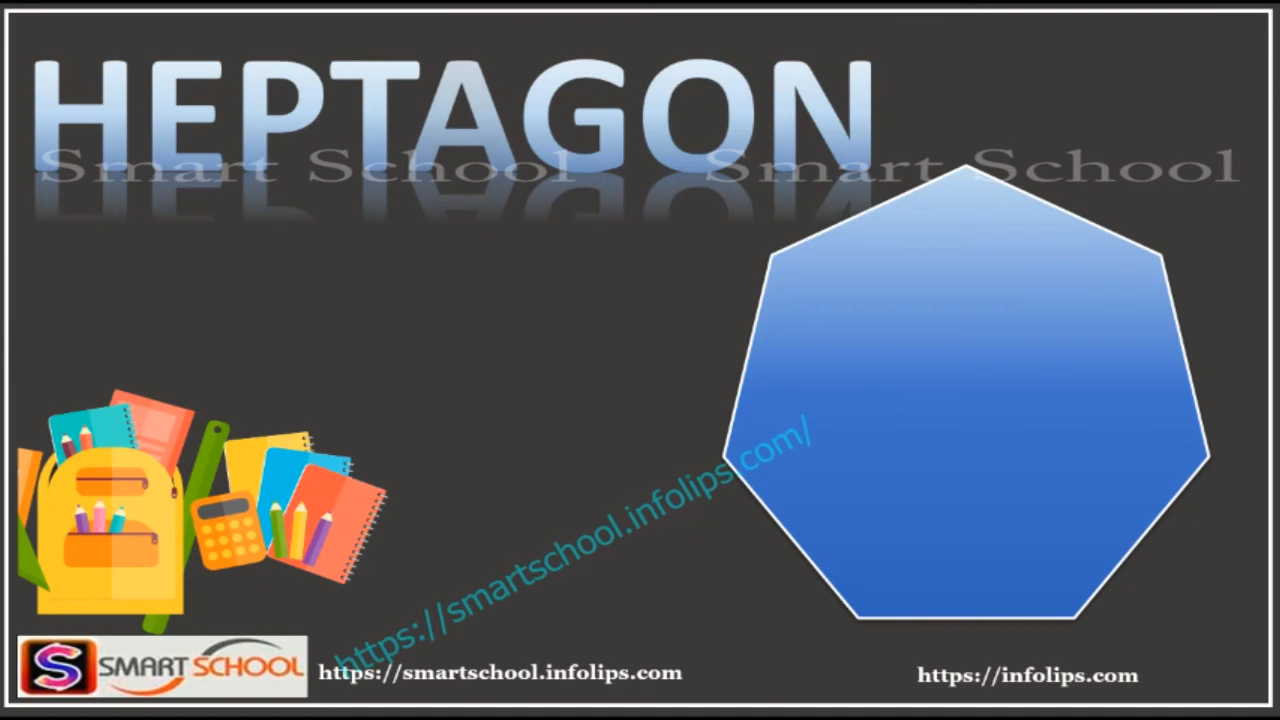 HEPTAGON
Smart School Smart School
https://smartschool.infolips.com/
S SMART SCHOOL
https://smartschool.infolips.com
https://infolips.com